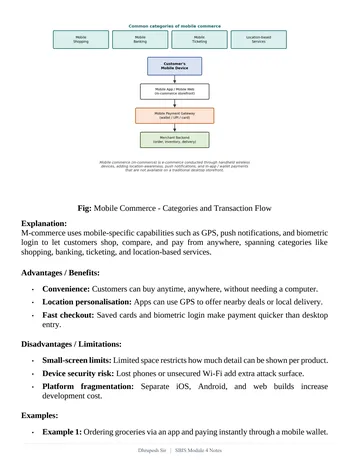 Common categories of mobile commerce
Mobile Shopping
Mobile Banking
Mobile Ticketing
Location-based Services
Customer's
Mobile Device
Mobile App / Mobile Web
(m-commerce storefront)
Mobile Payment Gateway
(wallet / UPI / card)
Merchant Backend
(order, inventory, delivery)
Mobile commerce (m-commerce) is e-commerce conducted through handheld wireless
devices, adding location-awareness, push notifications, and in-app / wallet payments
that are not available on a traditional desktop storefront.
Fig: Mobile Commerce - Categories and Transaction Flow
Explanation:
M-commerce uses mobile-specific capabilities such as GPS, push notifications, and biometric
login to let customers shop, compare, and pay from anywhere, spanning categories like
shopping, banking, ticketing, and location-based services.
Advantages / Benefits:
• Convenience: Customers can buy anytime, anywhere, without needing a computer.
• Location personalisation: Apps can use GPS to offer nearby deals or local delivery.
• Fast checkout: Saved cards and biometric login make payment quicker than desktop
entry.
Disadvantages / Limitations:
• Small-screen limits: Limited space restricts how much detail can be shown per product.
• Device security risk: Lost phones or unsecured Wi-Fi add extra attack surface.
• Platform fragmentation: Separate iOS, Android, and web builds increase
development cost.
Examples:
• Example 1: Ordering groceries via an app and paying instantly through a mobile wallet.
Dhrupesh Sir | SBIS Module 4 Notes